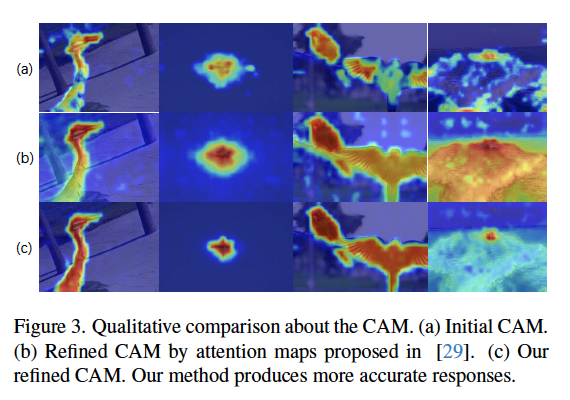 (a)
(b)
(c)
Figure 3. Qualitative comparison about the CAM. (a) Initial CAM.
(b) Refined CAM by attention maps proposed in [29]. (c) Our
refined CAM. Our method produces more accurate responses.